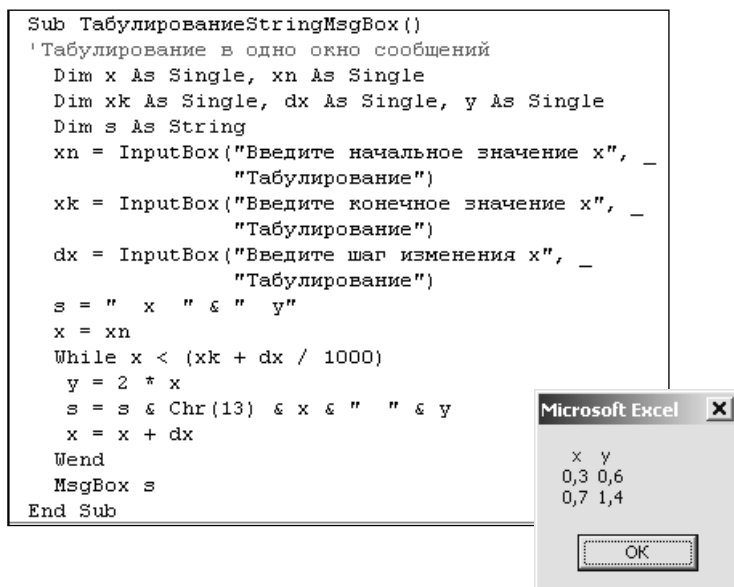 Sub ТабулированиеStringMsgBox()
'Табулирование в одно окно сообщений
Dim x As Single, xn As Single
Dim xk As Single, dx As Single, y As Single
Dim s As String
xn = InputBox("Введите начальное значение x", _
"Табулирование")
xk = InputBox("Введите конечное значение x", _
"Табулирование")
dx = InputBox("Введите шаг изменения x", _
"Табулирование")
s = "  x  " & "  y"
x = xn
While x < (xk + dx / 1000)
y = 2 * x
s = s & Chr(13) & x & "  " & y
x = x + dx
Wend
MsgBox s
End Sub
Microsoft Excel
x y
0,3 0,6
0,7 1,4
OK